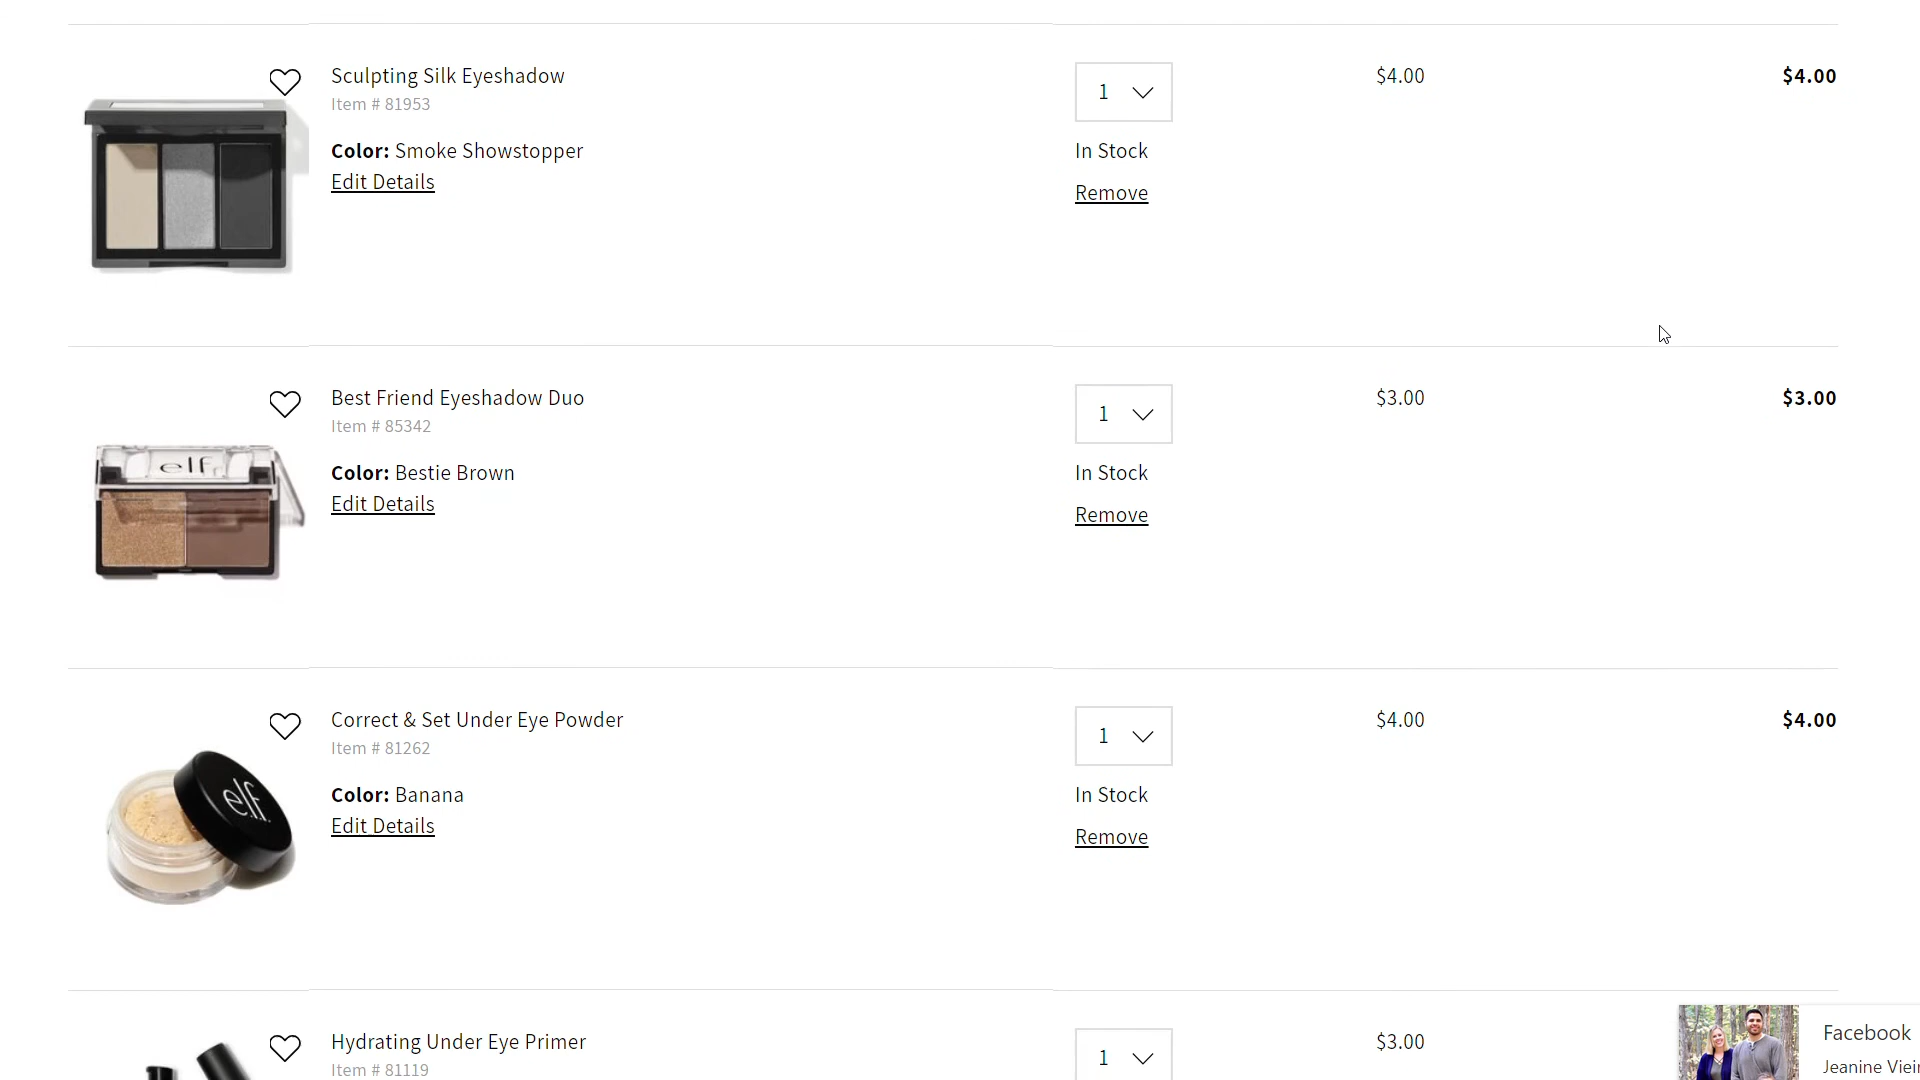 Sculpting Silk Eyeshadow
Item # 81953
Color: Smoke Showstopper
Edit Details
1
In Stock
Remove
$4.00
$4.00
Best Friend Eyeshadow Duo
Item # 85342
Color: Bestie Brown
Edit Details
1
In Stock
Remove
$3.00
$3.00
elf
Correct & Set Under Eye Powder
Item # 81262
Color: Banana
Edit Details
1
In Stock
Remove
$4.00
$4.00
e.l.f.
Hydrating Under Eye Primer
Item # 81119
1
$3.00
Facebook
Jeanine